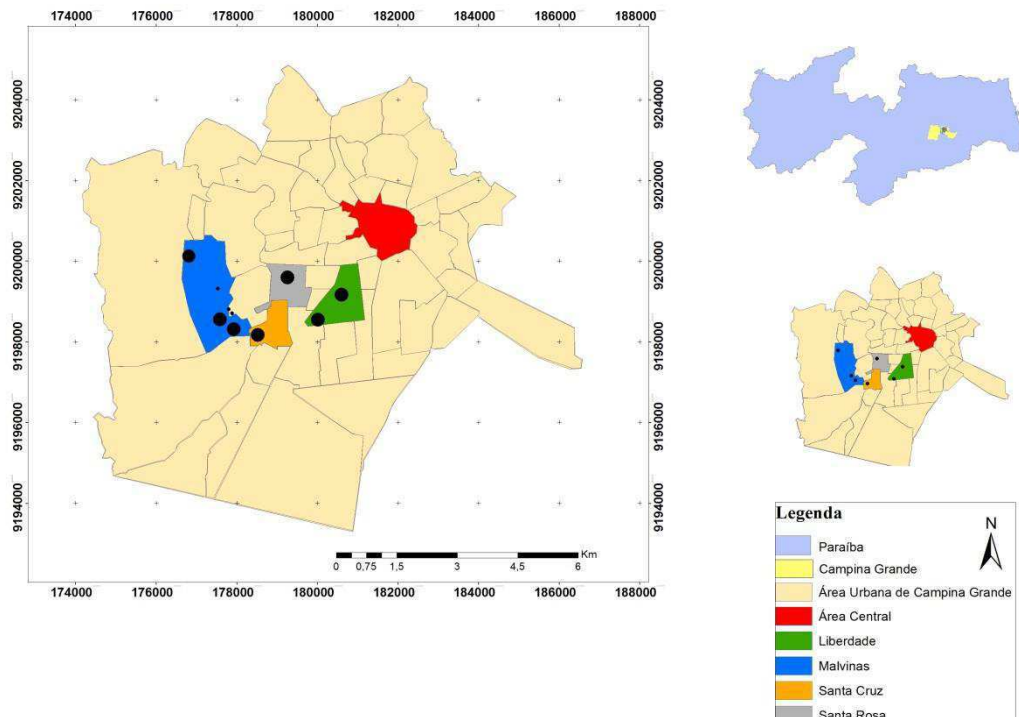 174000 176000 178000 180000 182000 184000 186000 188000
9204000 9204000
9202000 9202000
9200000 9200000
9198000 9198000
9196000 9196000
9194000 9194000
Km
0 0,75 1,5 3 4,5 6
174000 176000 178000 180000 182000 184000 186000 188000
Legenda
N
Paraíba
Campina Grande
Área Urbana de Campina Grande
Área Central
Liberdade
Malvinas
Santa Cruz
Santa Rosa